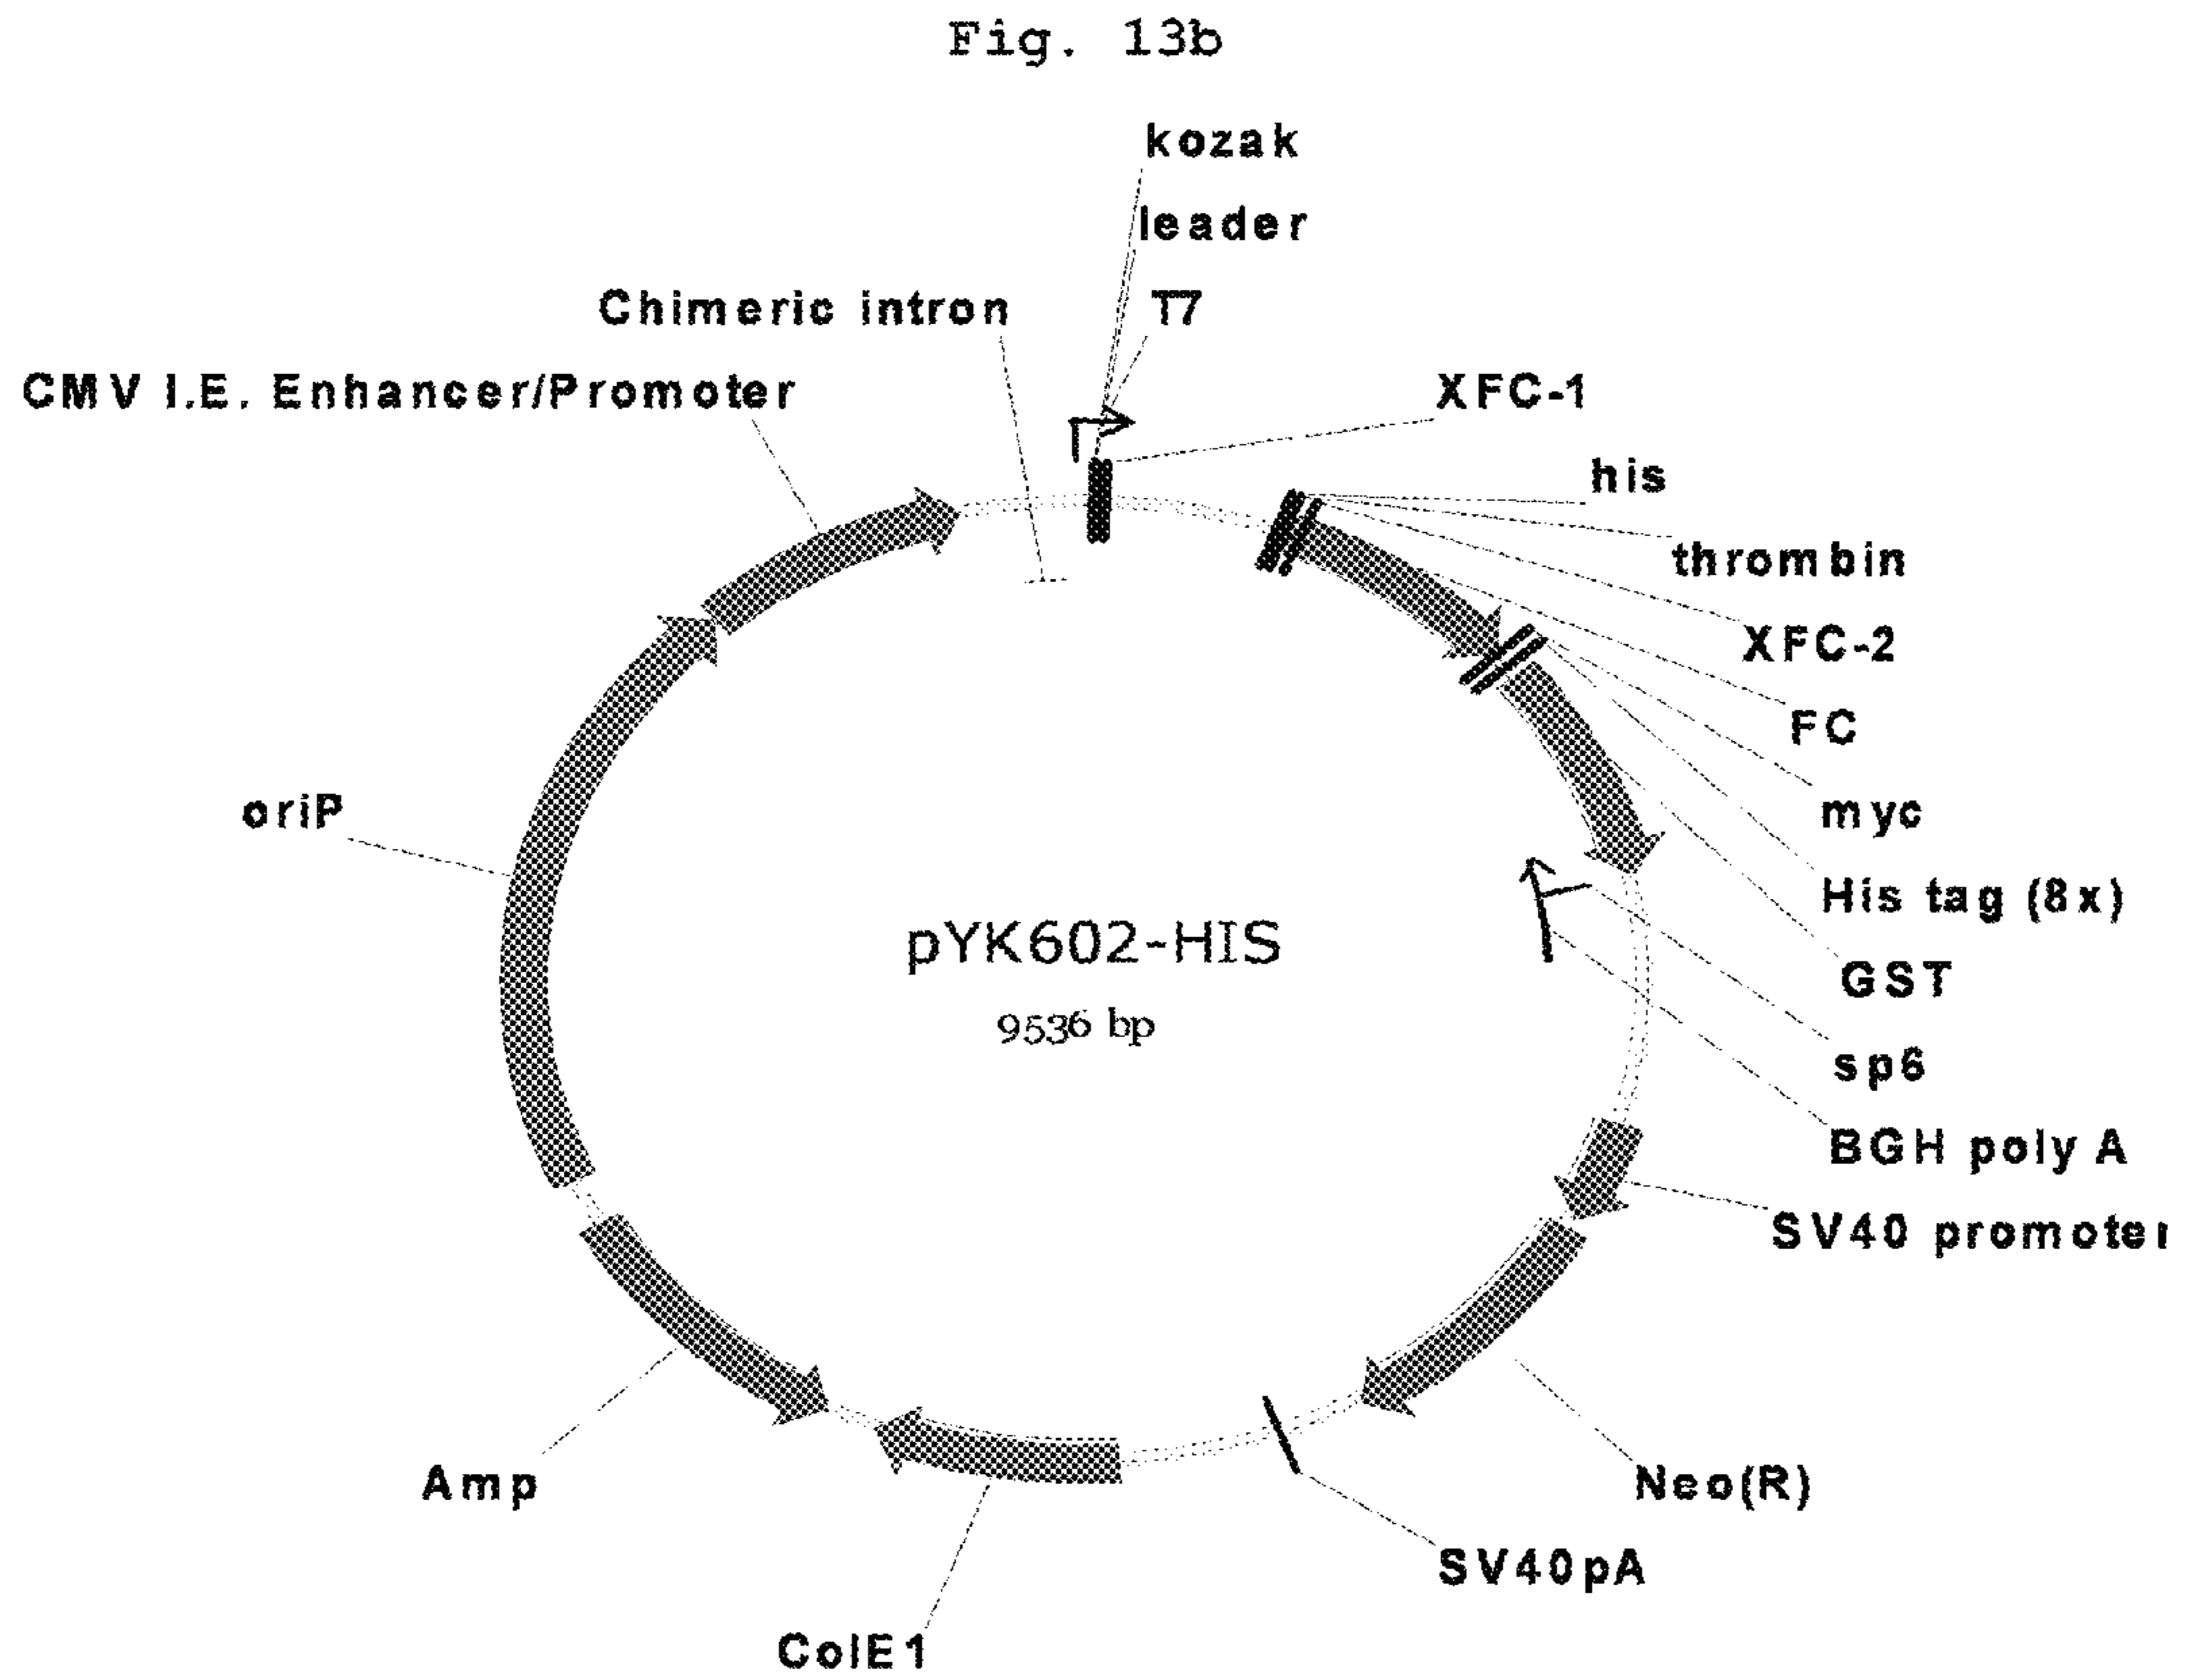 Fig. 13b
kozak
leader
Chimeric intron
T7
CMV I.E. Enhancer/Promoter
XFC-1
his
thrombin
XFC-2
FC
myc
oriP
His tag (8x)
pYK602-HIS
GST
9536 bp
sp6
BGH poly A
SV40 promoter
Amp
Neo(R)
SV40pA
ColE1